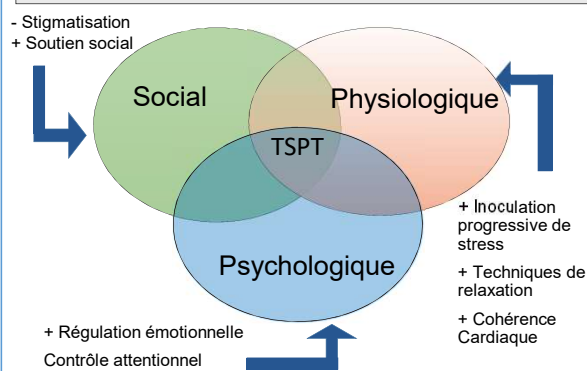 - Stigmatisation
+ Soutien social
Social
Physiologique
TSPT
Psychologique
+ Inoculation
progressive de
stress
+ Techniques de
relaxation
+ Cohérence
Cardiaque
+ Régulation émotionnelle
Contrôle attentionnel